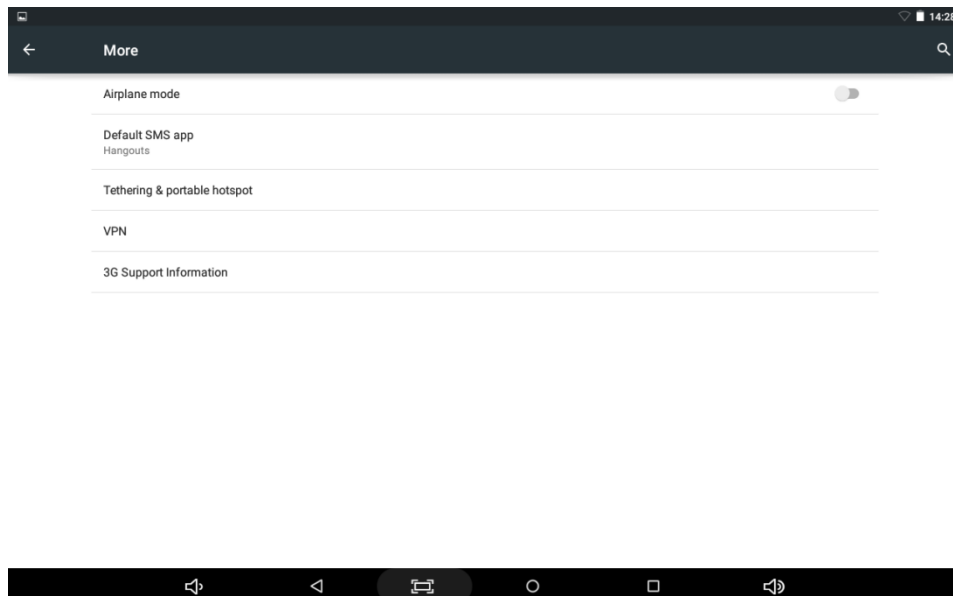 14:28
More
Airplane mode
Default SMS app
Hangouts
Tethering & portable hotspot
VPN
3G Support Information